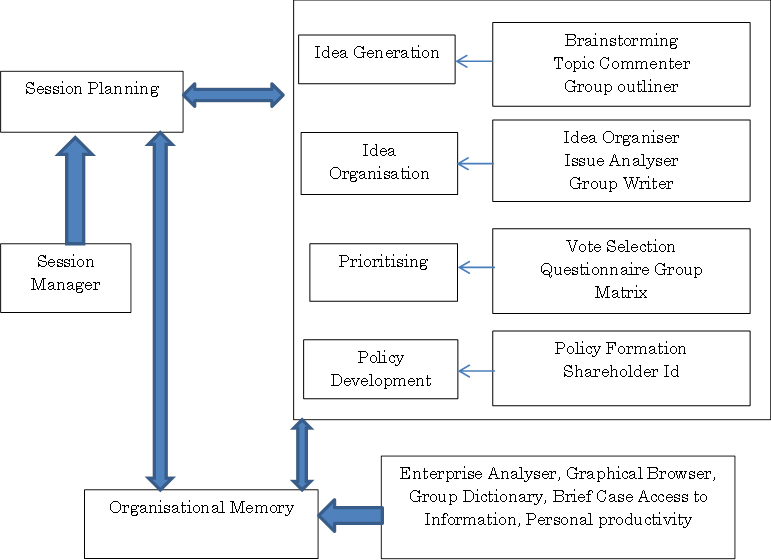 Session Planning
Session
Manager
Idea Generation
Brainstorming
Topic Commenter
Group outliner
Idea
Organisation
Idea Organiser
Issue Analyser
Group Writer
Prioritising
Vote Selection
Questionnaire Group
Matrix
Policy
Development
Policy Formation
Shareholder Id
Organisational Memory
Enterprise Analyser, Graphical Browser,
Group Dictionary, Brief Case Access to
Information, Personal productivity